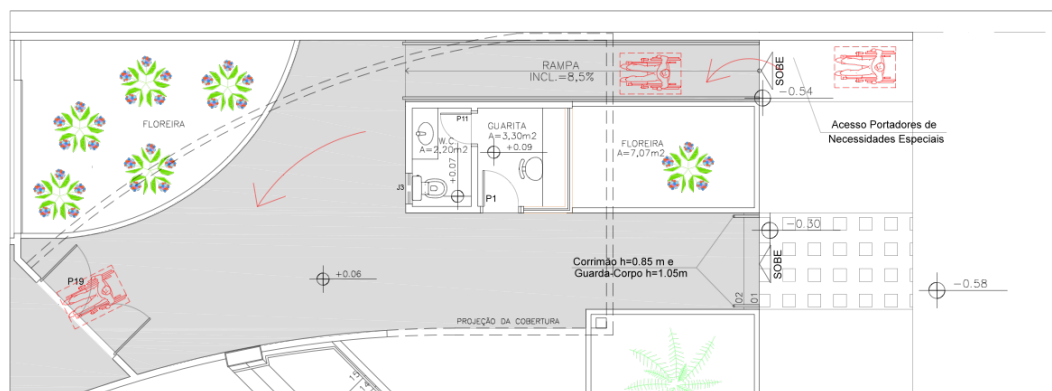 RAMPA
INCL.=8,5%
SOBE
-0.54
Acesso Portadores de
Necessidades Especiais
FLOREIRA
P11
GUARITA
A=3,30m2
+0.09
W.C
A=2,20m2
+0.07
FLOREIRA
A=7,07m2
J3
P1
-0.30
SOBE
Corrimão h=0.85 m e
Guarda-Corpo h=1.05m
02
01
+0.06
P19
-0.58
PROJEÇÃO DA COBERTURA
15